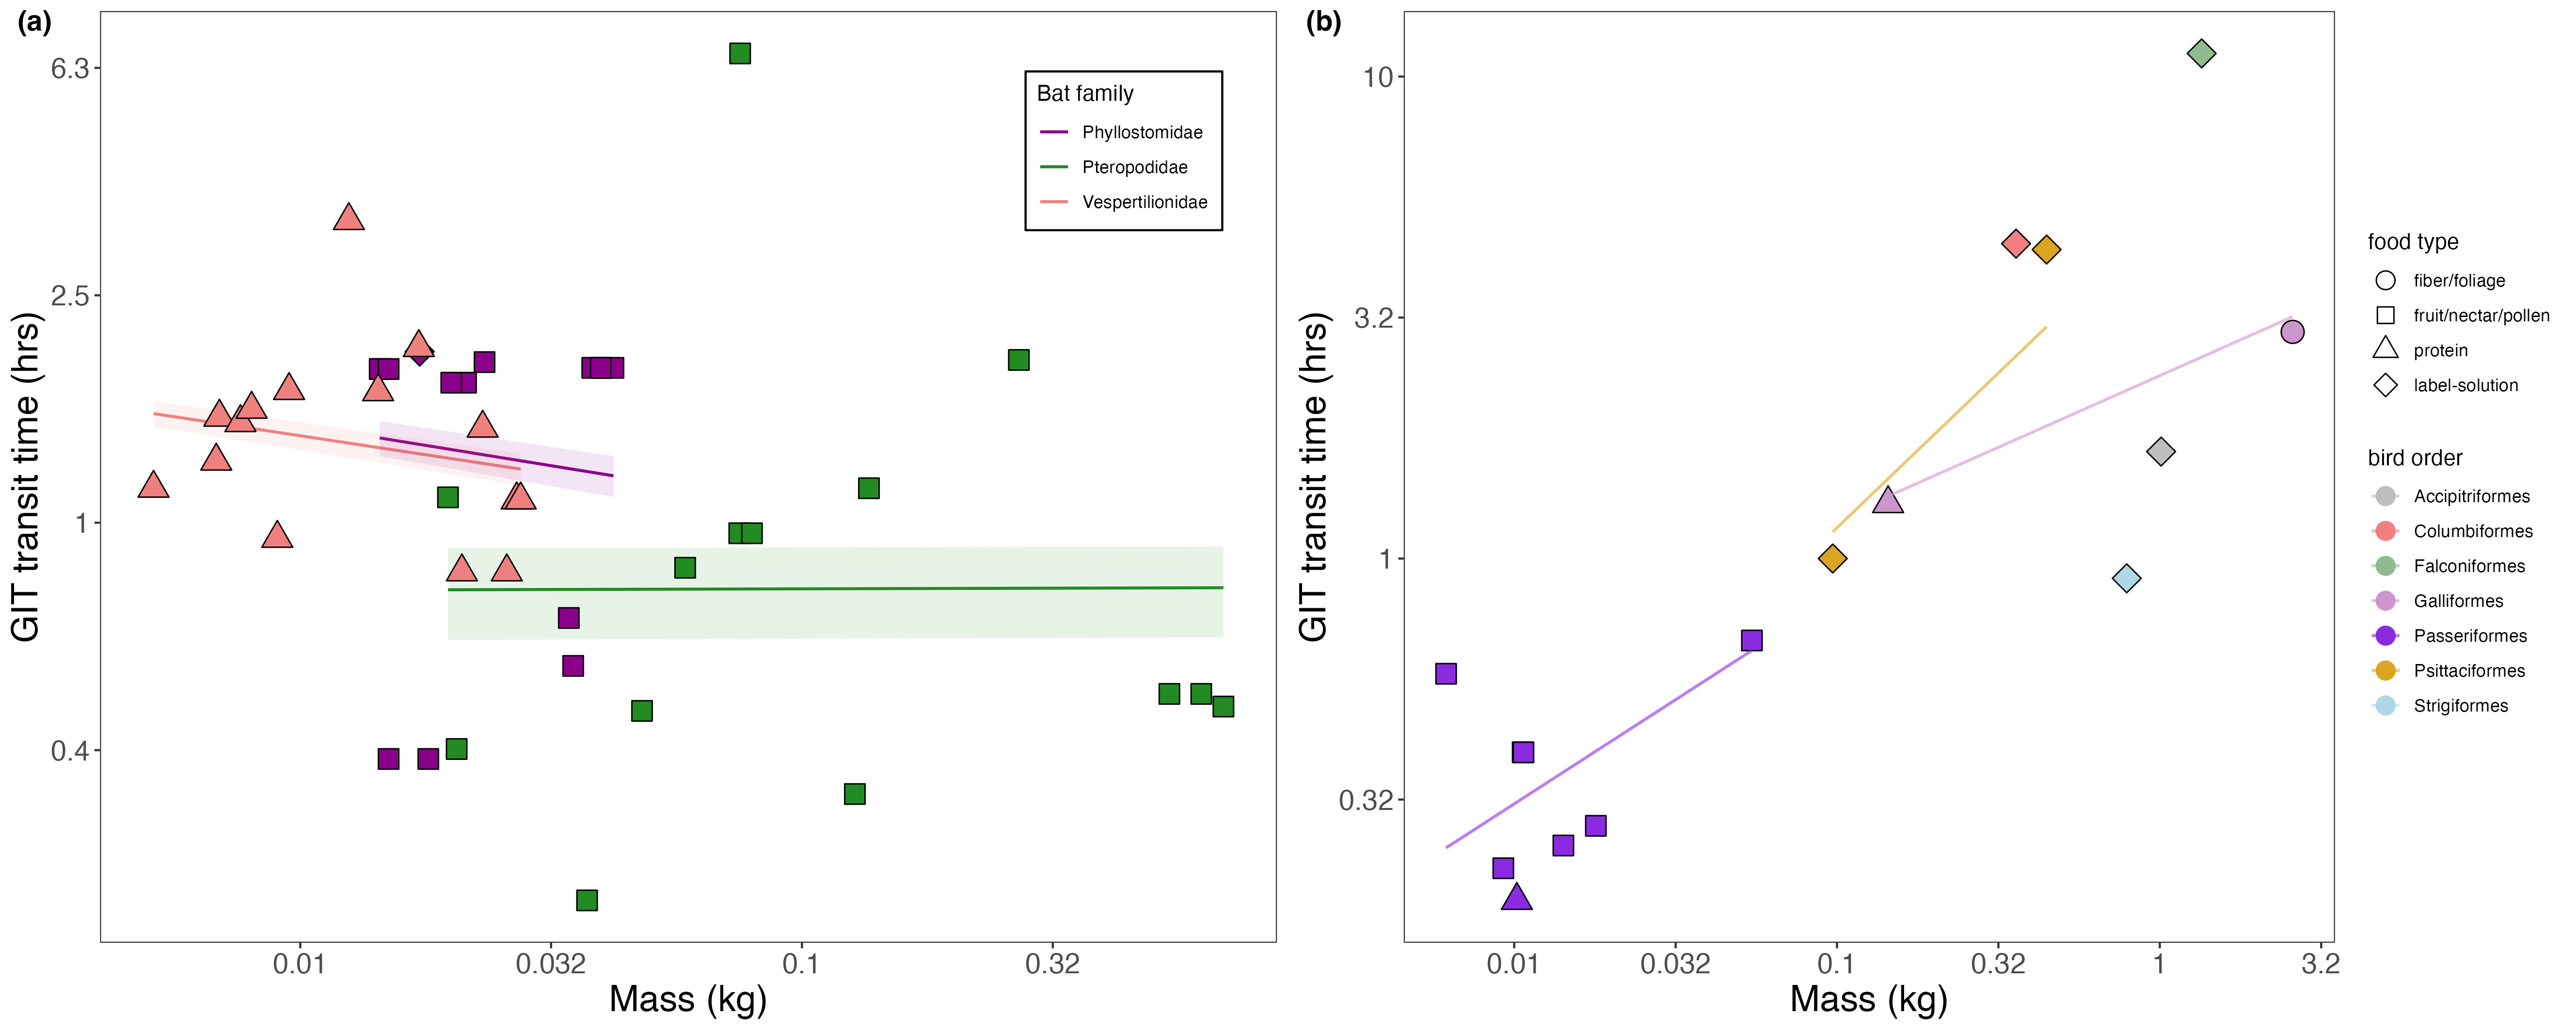 (a)
GIT transit time (hrs)
6.3
2.5
1
0.4
Bat family
Phyllostomidae
Pteropodidae
Vespertilionidae
0.01
0.032
0.1
0.32
Mass (kg)
(b)
GIT transit time (hrs)
10
3.2
1
0.32
0.01
0.032
0.1
0.32
1
3.2
Mass (kg)
food type
fiber/foliage
fruit/nectar/pollen
protein
label-solution
bird order
Accipitriformes
Columbiformes
Falconiformes
Galliformes
Passeriformes
Psittaciformes
Strigiformes